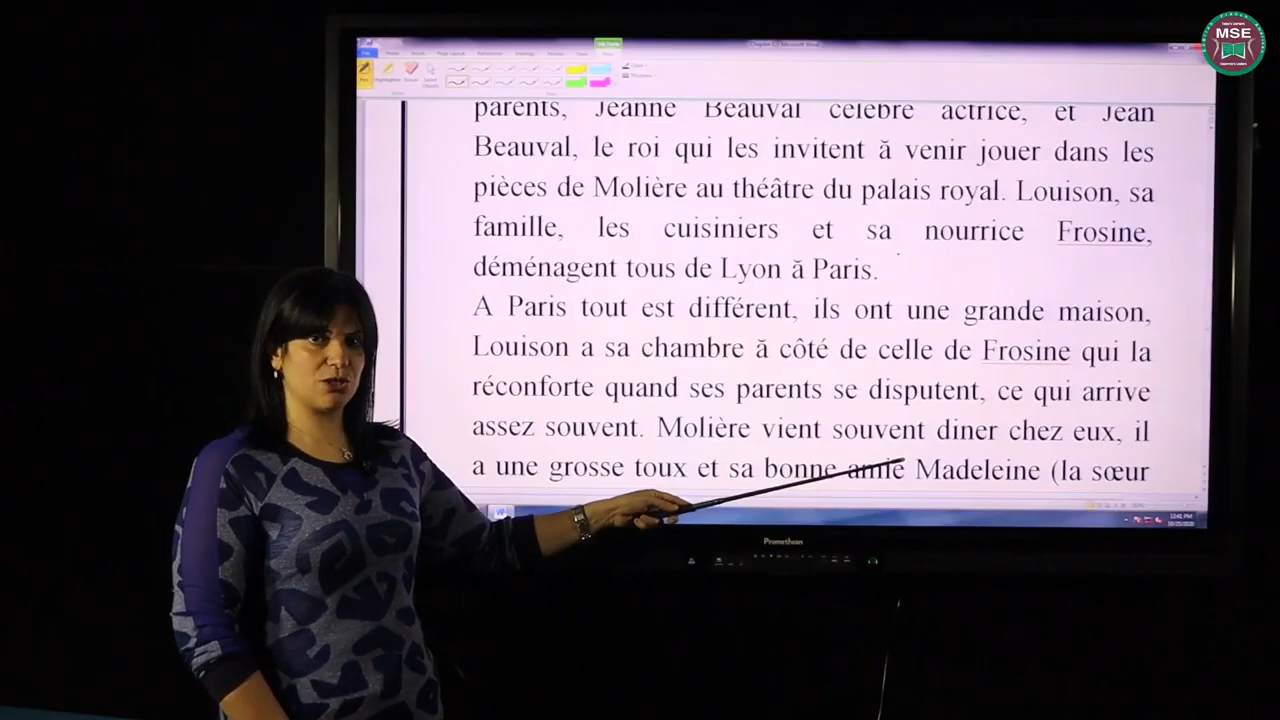 MSE
parents, Jeanne Beauval célèbre actrice, et Jean
Beauval, le roi qui les invitent ă venir jouer dans les
pièces de Molière au théâtre du palais royal. Louison, sa
famille, les cuisiniers et sa nourrice Frosine,
déménagent tous de Lyon ă Paris.
A Paris tout est différent, ils ont une grande maison,
Louison a sa chambre ă côté de celle de Frosine qui la
réconforte quand ses parents se disputent, ce qui arrive
assez souvent. Molière vient souvent diner chez eux, il
a une grosse toux et sa bonne amie Madeleine (la sœur
Promethean